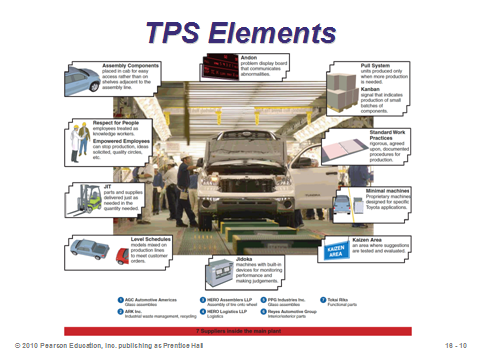 TPS Elements
Assembly Components
placed in cab for easy
access rather than on
shelves adjacent to the
assembly line.
Andon
problem display board
that communicates
abnormalities.
Pull System
units produced only
when more production
is needed.
Kanban
signal that indicates
production of small
batches of
components.
Respect for People
employees treated as
knowledge workers.
Empowered Employees
can stop production, ideas
solicited, quality circles,
etc.
Standard Work
Practices
rigorous, agreed
upon, documented
procedures for
production.
JIT
parts and supplies
delivered just as
needed in the
quantity needed.
Minimal machines
Proprietary machines
designed for specific
Toyota applications.
Level Schedules
models mixed on
production lines
to meet customer
orders.
Jidoka
machines with built-in
devices for monitoring
performance and
making judgements.
Kaizen Area
an area where suggestions
are tested and evaluated.
KAIZEN
AREA
1 AGC Automotive Americas
Glass assemblies
2 ARK Inc.
Industrial waste management, recycling
3 HERO Assemblers LLP
Assembly of tire onto wheel
4 HERO Logistics LLP
Logistics
5 PPG Industries Inc.
Glass assemblies
6 Reyes Automotive Group
Interior/exterior parts
7 Toksi Riks
Functional parts
7 Suppliers inside the main plant
© 2010 Pearson Education, Inc. publishing as Prentice Hall
16 - 10